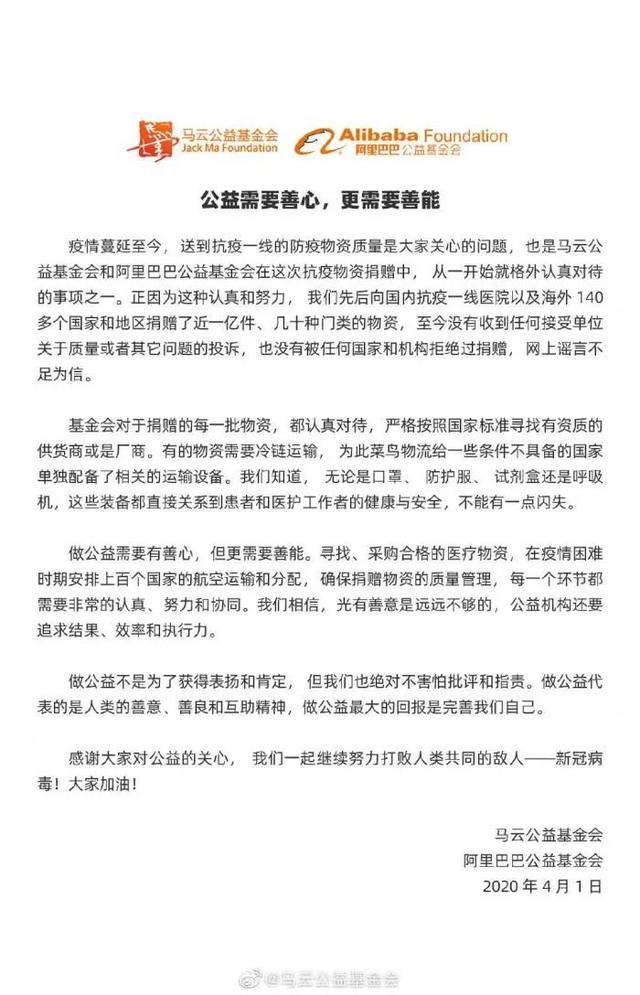 马云公益基金会
Jack Ma Foundation
Alibaba Foundation
阿里巴巴公益基金会
公益需要善心，更需要善能
疫情蔓延至今，送到抗疫一线的防疫物资质量是大家关心的问题，也是马云公
益基金会和阿里巴巴公益基金会在这次抗疫物资捐赠中，从一开始就格外认真对待
的事项之一。正因为这种认真和努力，我们先后向国内抗疫一线医院以及海外 140
多个国家和地区捐赠了近一亿件、几十种门类的物资，至今没有收到任何接受单位
关于质量或者其它问题的投诉，也没有被任何国家和机构拒绝过捐赠，网上谣言不
足为信。
基金会对于捐赠的每一批物资，都认真对待，严格按照国家标准寻找有资质的
供货商或是厂商。有的物资需要冷链运输，为此菜鸟物流给一些条件不具备的国家
单独配备了相关的运输设备。我们知道，无论是口罩、防护服、试剂盒还是呼吸
机，这些装备都直接关系到患者和医护工作者的健康与安全，不能有一点闪失。
做公益需要有善心，但更需要善能。寻找、采购合格的医疗物资，在疫情困难
时期安排上百个国家的航空运输和分配，确保捐赠物资的质量管理，每一个环节都
需要非常的认真、努力和协同。我们相信，光有善意是远远不够的，公益机构还要
追求结果、效率和执行力。
做公益不是为了获得表扬和肯定，但我们也绝对不害怕批评和指责。做公益代
表的是人类的善意、善良和互助精神，做公益最大的回报是完善我们自己。
感谢大家对公益的关心，我们一起继续努力打败人类共同的敌人——新冠病
毒！大家加油！
马云公益基金会
阿里巴巴公益基金会
2020 年 4 月 1 日
@马云公益基金会